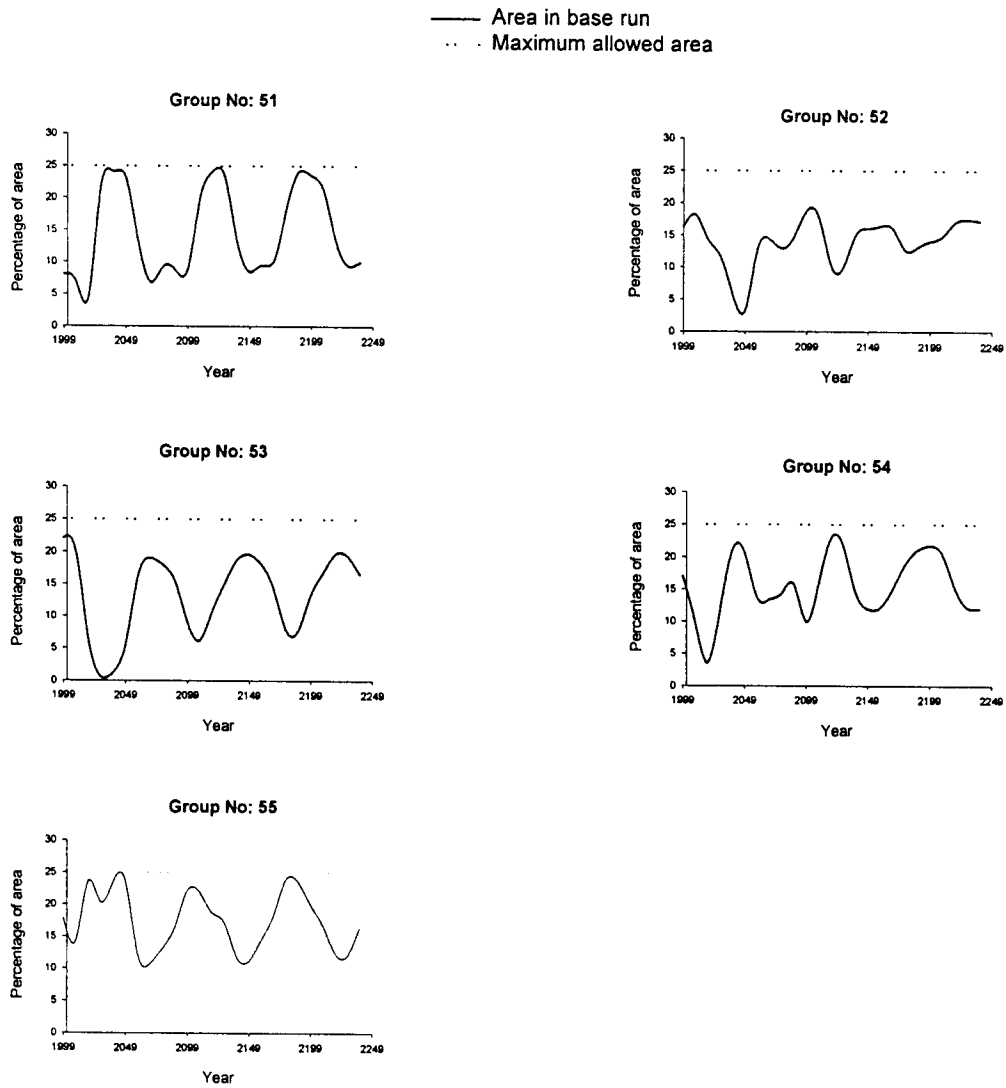 Area in base run
Maximum allowed area
Group No: 51
30
25
20
15
10
5
0
Percentage of area
1999 2049 2099 2149 2199 2249
Year
Group No: 52
30
25
20
15
10
5
0
Percentage of area
1999 2049 2099 2149 2199 2249
Year
Group No: 53
30
25
20
15
10
5
0
Percentage of area
1999 2049 2099 2149 2199 2249
Year
Group No: 54
30
25
20
15
10
5
0
Percentage of area
1999 2049 2099 2149 2199 2249
Year
Group No: 55
30
25
20
15
10
5
0
Percentage of area
1999 2049 2099 2149 2199 2249
Year